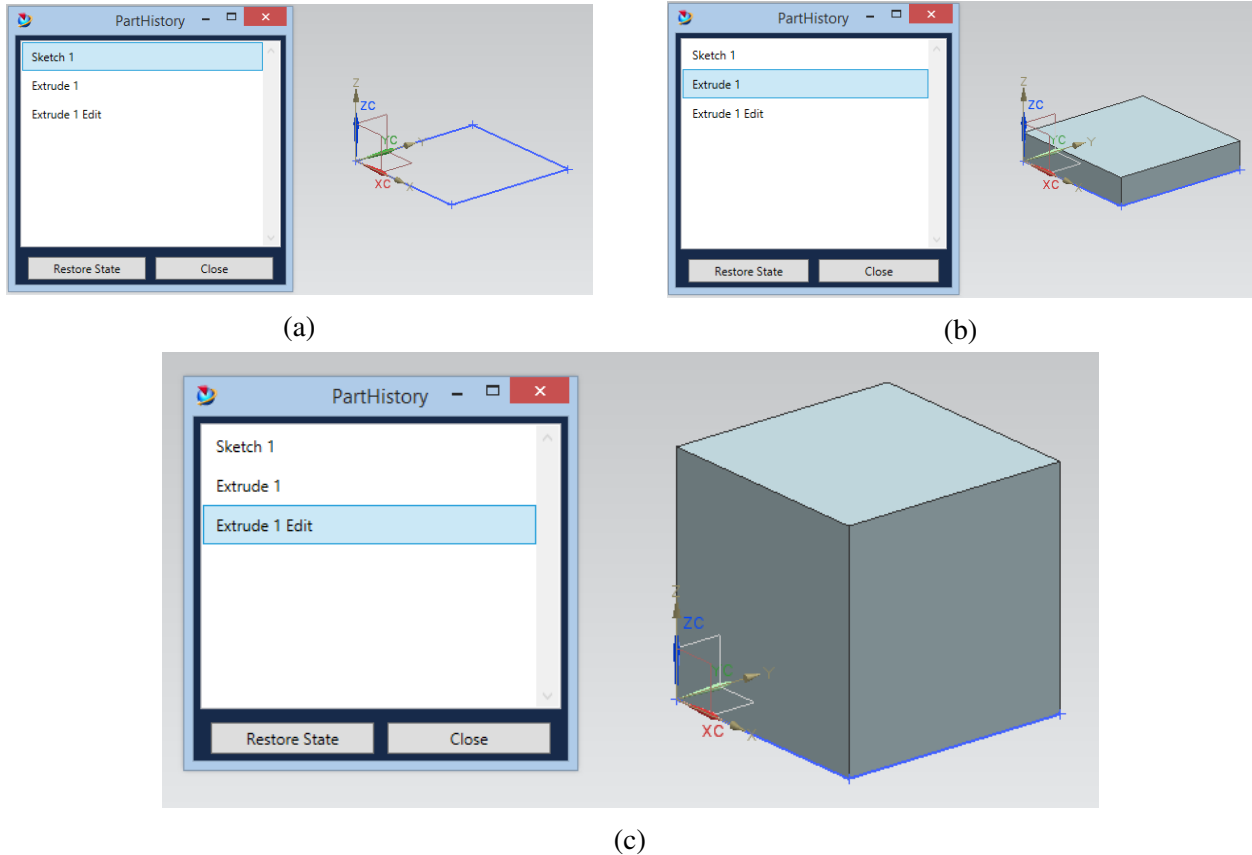 PartHistory
Sketch 1
Extrude 1
Extrude 1 Edit
Restore State Close
Z
ZC
YC Y
XC X
(a)
PartHistory
Sketch 1
Extrude 1
Extrude 1 Edit
Restore State Close
Z
ZC
YC Y
XC X
(b)
PartHistory
Sketch 1
Extrude 1
Extrude 1 Edit
Restore State Close
Z
ZC
Y
XC X
(c)